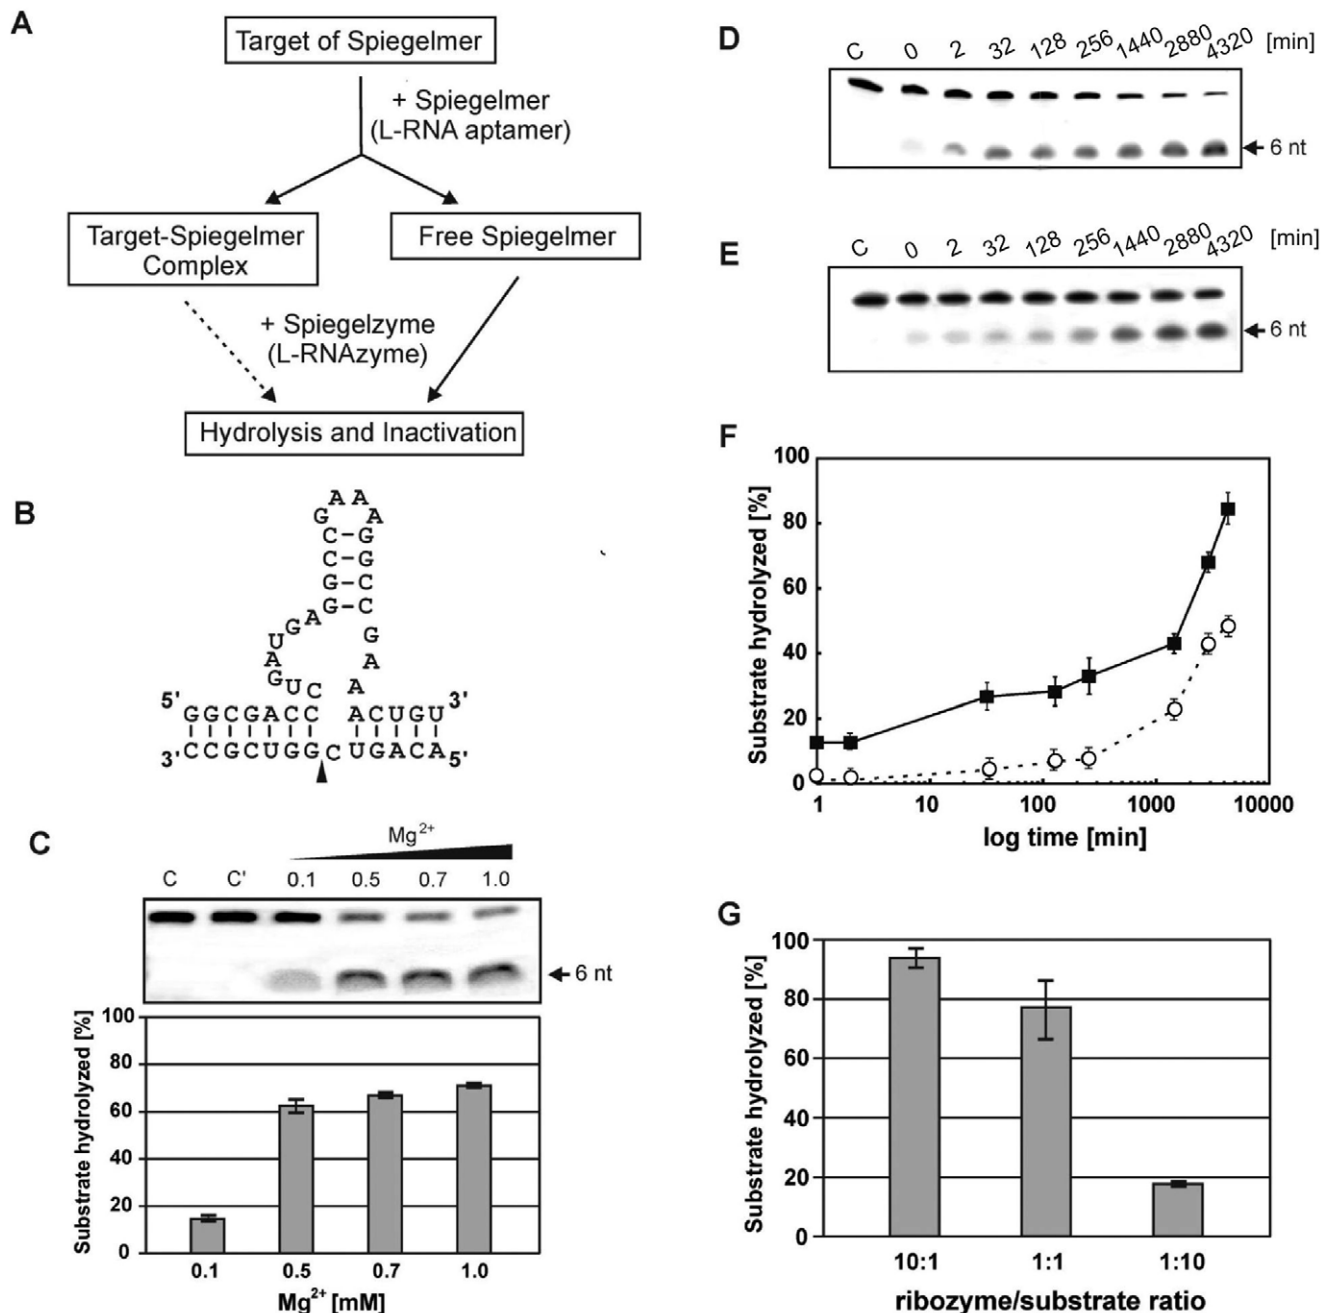 A
Target of Spiegelmer
+ Spiegelmer
(L-RNA aptamer)
Target-Spiegelmer
Complex
Free Spiegelmer
+ Spiegelzyme
(L-RNAzyme)
Hydrolysis and Inactivation
B
A A
G A
C–G
C–G
G–C
G–C
A
G G
U A
A
G U C A
5' GGCGACC ACUGU 3'
3' CCGCUGGCUGACA 5'
C
Mg2+
C C' 0.1 0.5 0.7 1.0
6 nt
Substrate hydrolyzed [%]
100
80
60
40
20
0
0.1 0.5 0.7 1.0
Mg2+ [mM]
D
C 0 2 32 128 256 1440 2880 4320 [min]
6 nt
E
C 0 2 32 128 256 1440 2880 4320 [min]
6 nt
F
Substrate hydrolyzed [%]
100
80
60
40
20
0
1 10 100 1000 10000
log time [min]
G
Substrate hydrolyzed [%]
100
80
60
40
20
0
10:1 1:1 1:10
ribozyme/substrate ratio